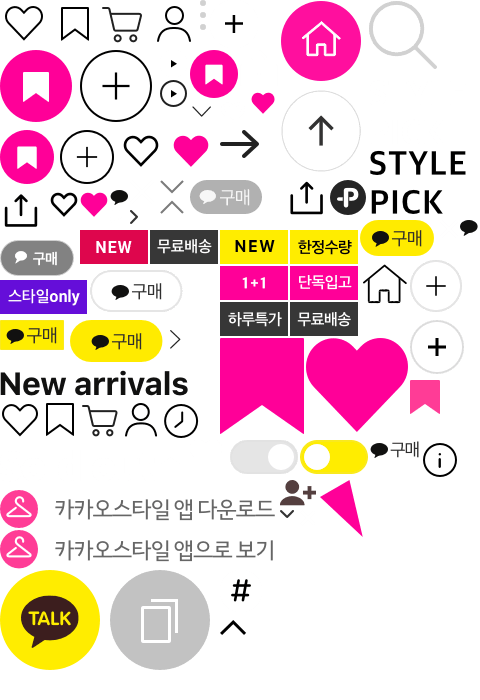 STYLE
PICK
구매
구매
NEW
무료배송
NEW
한정수량
구매
스타일only
구매
1+1
단독입고
구매
구매
하루특가
무료배송
New arrivals
구매
카카오스타일 앱 다운로드
카카오스타일 앱으로 보기
TALK
#